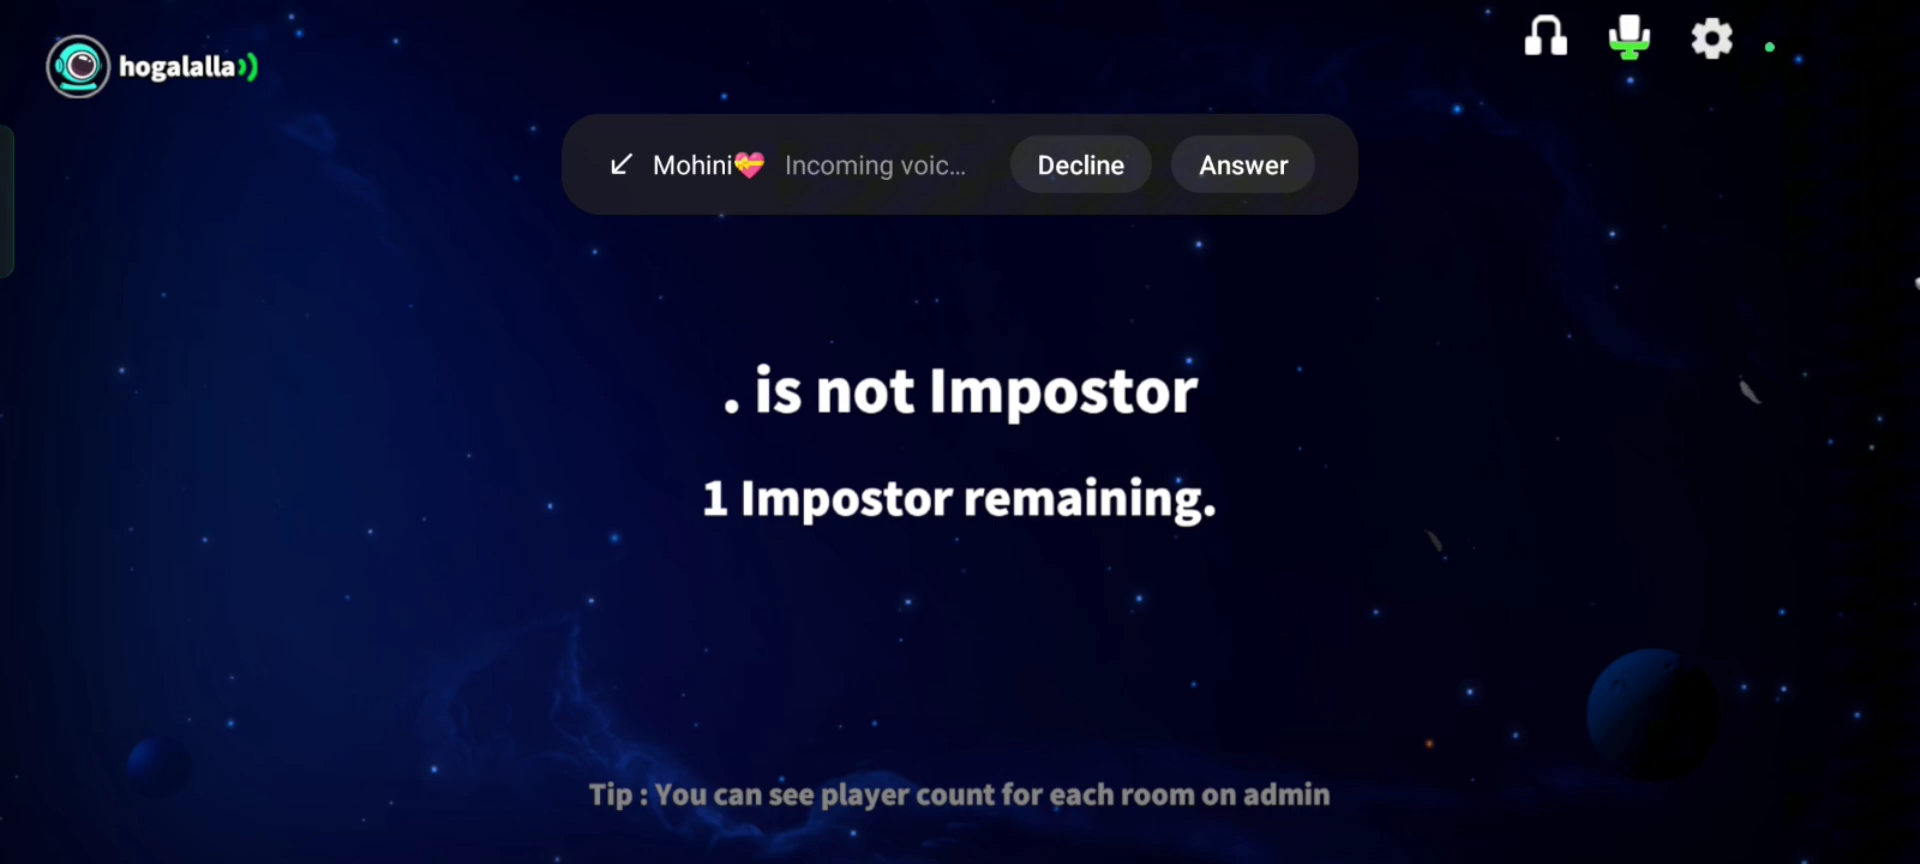 hogalalla
Mohini💝 Incoming voic... Decline Answer
. is not Impostor
1 Impostor remaining.
Tip : You can see player count for each room on admin